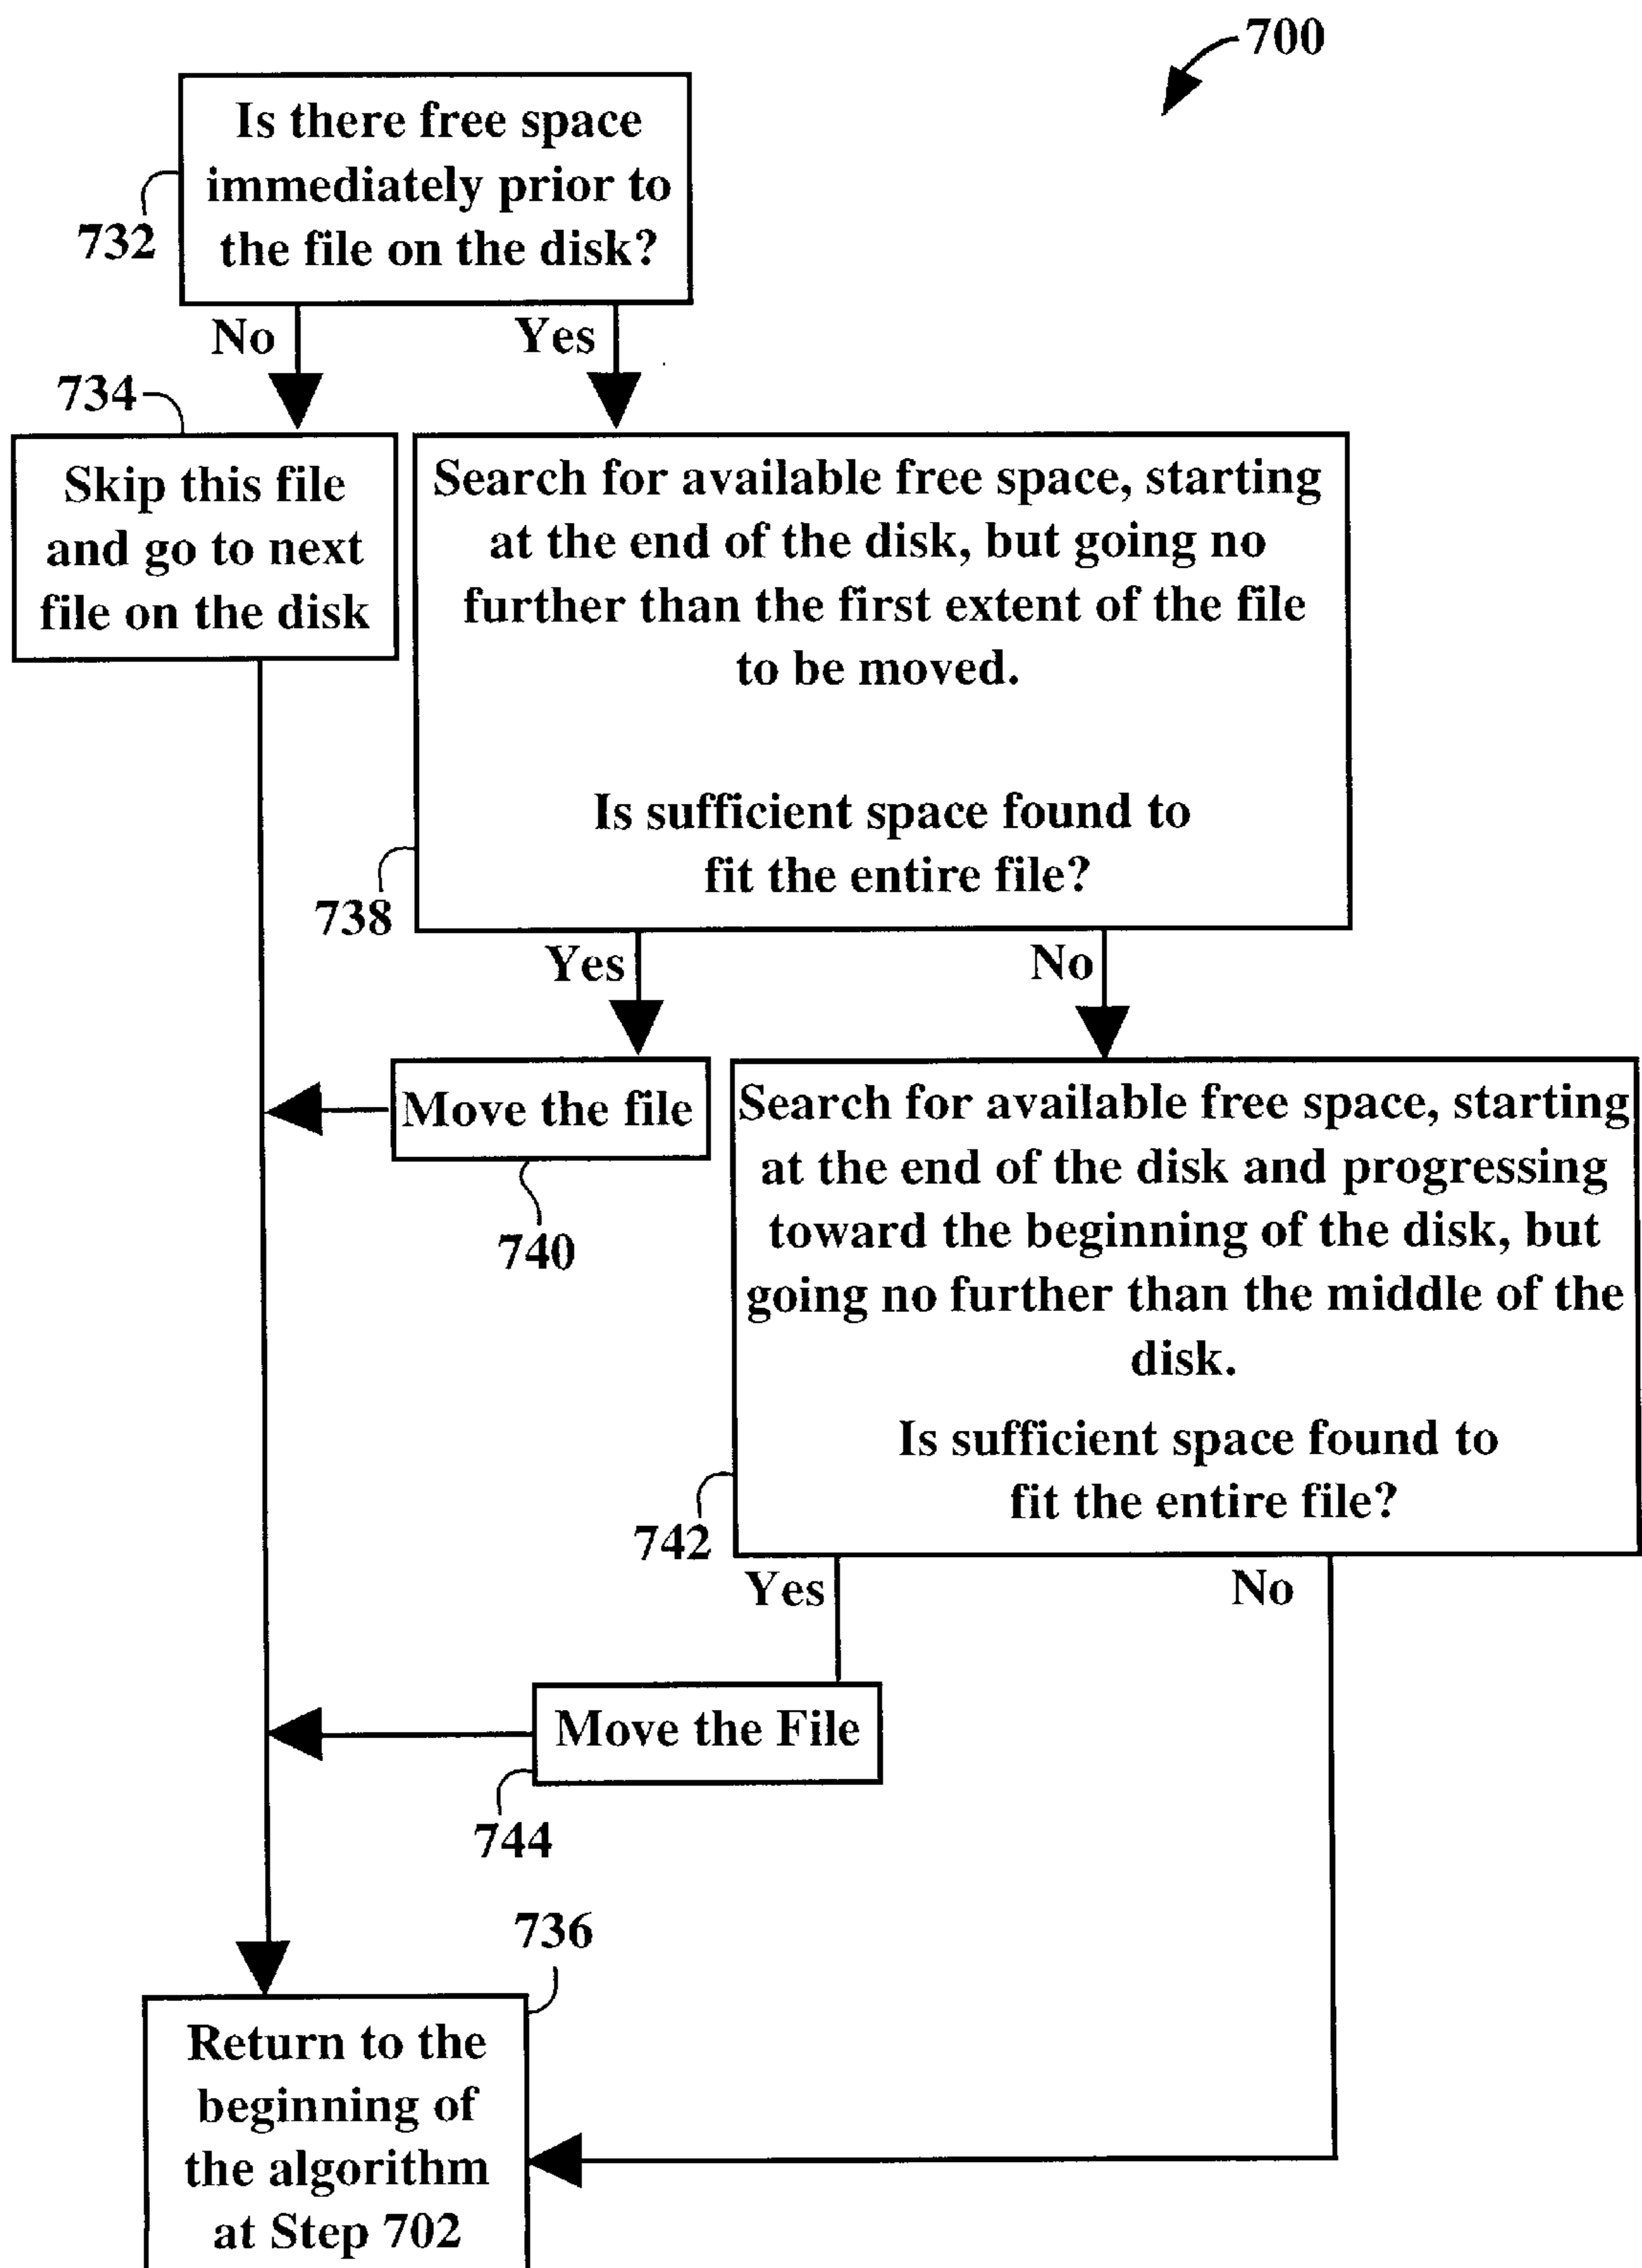 700
Is there free space
immediately prior to
the file on the disk?
732
No
Yes
734
Skip this file
and go to next
file on the disk
Search for available free space, starting
at the end of the disk, but going no
further than the first extent of the file
to be moved.
Is sufficient space found to
fit the entire file?
738
Yes
No
Move the file
740
Search for available free space, starting
at the end of the disk and progressing
toward the beginning of the disk, but
going no further than the middle of the
disk.
Is sufficient space found to
fit the entire file?
742
Yes
No
Move the File
744
736
Return to the
beginning of
the algorithm
at Step 702